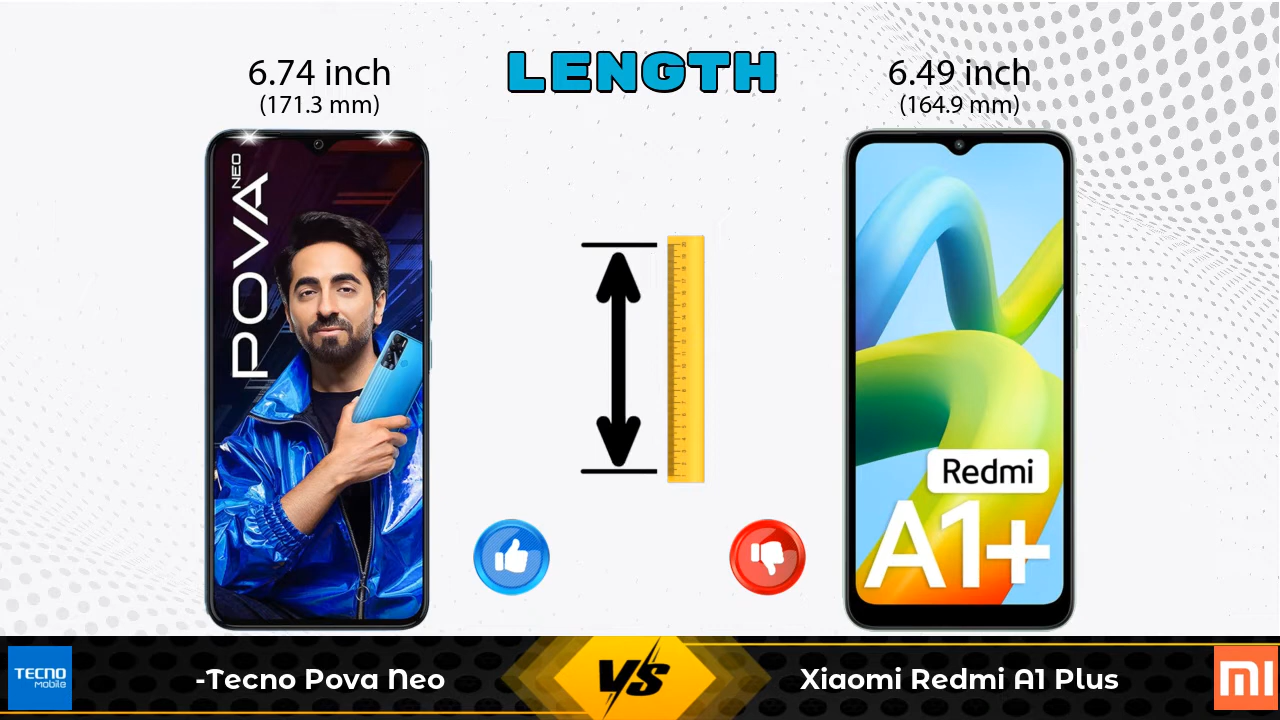 LENGTH
6.74 inch
(171.3 mm)
6.49 inch
(164.9 mm)
POVA NEO
Redmi
A1+
TECNO
mobile
-Tecno Pova Neo
VS
Xiaomi Redmi A1 Plus
MI